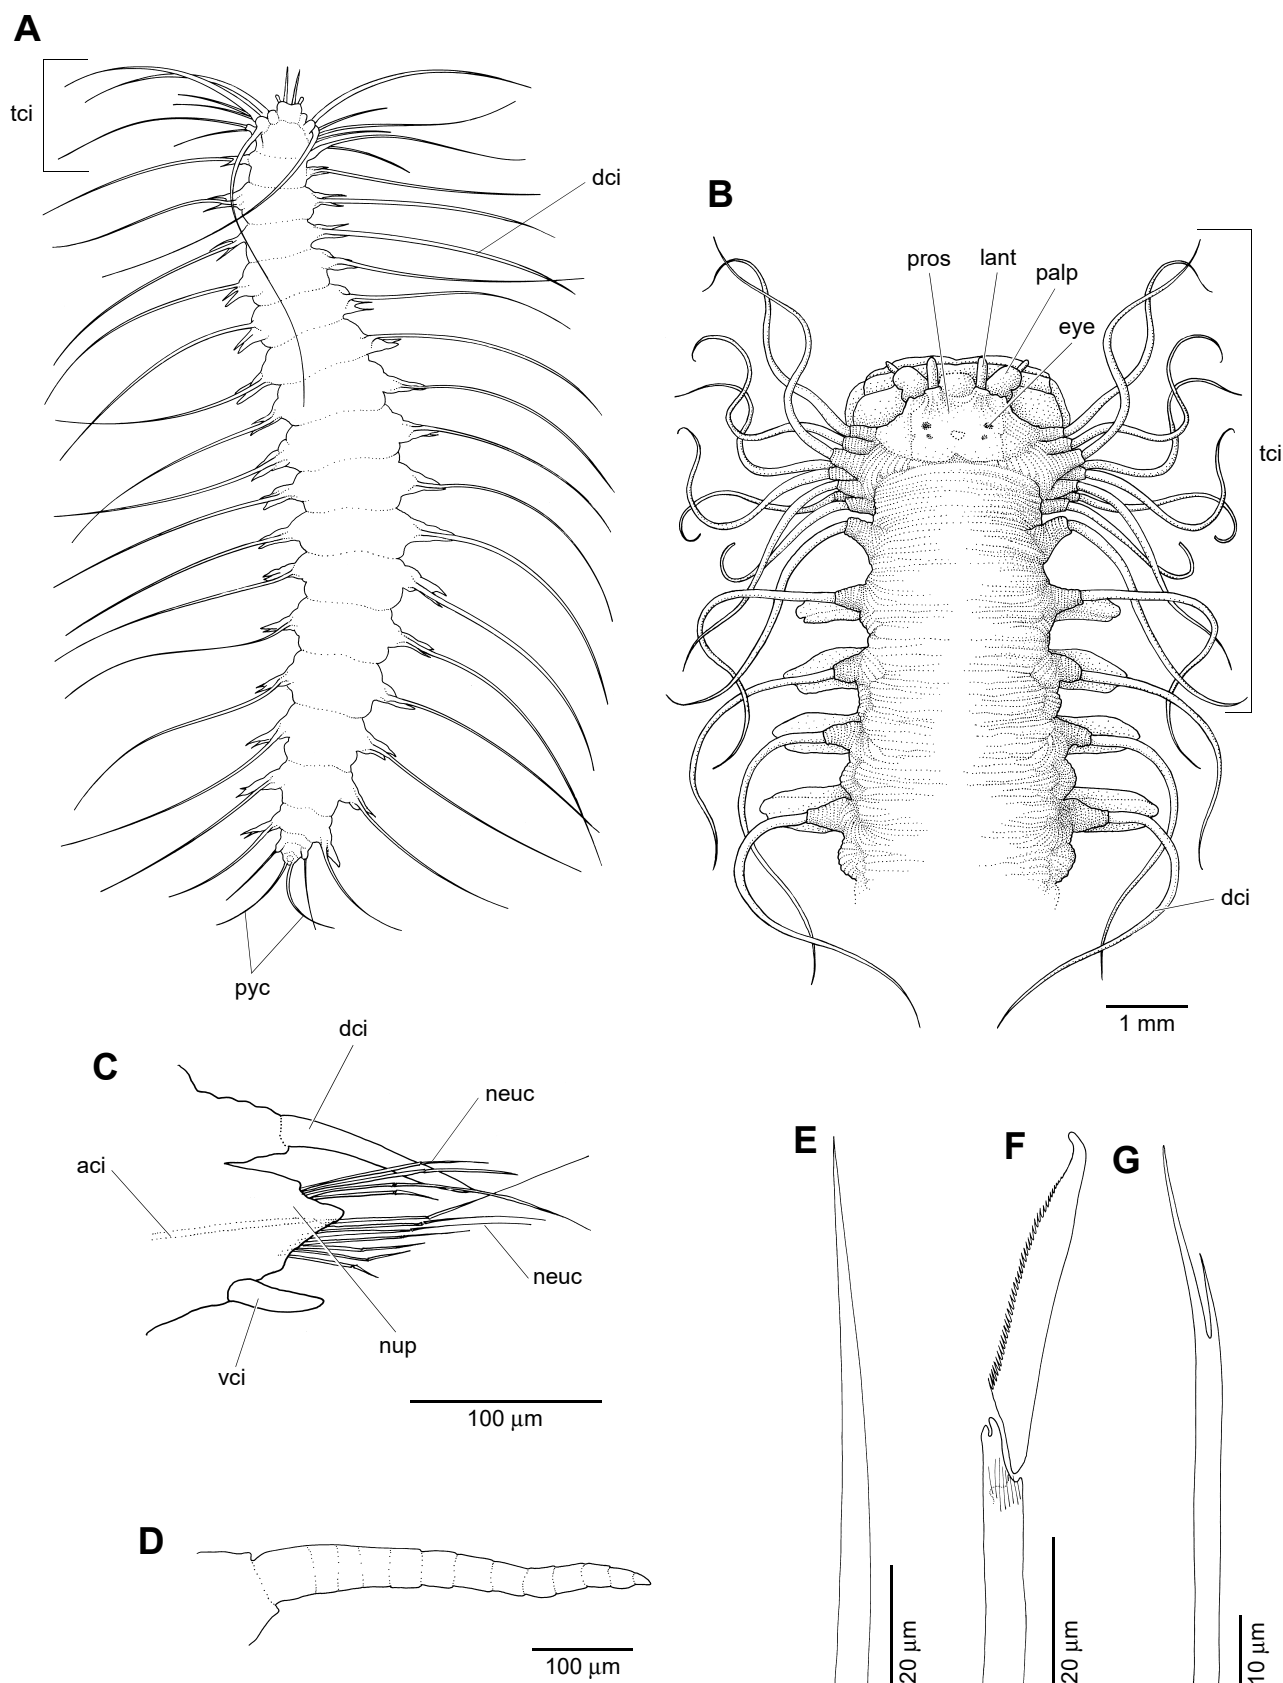 A
tci
dci
pyc
B
pros
lant
palp
eye
tci
dci
1 mm
C
dci
neuc
aci
neuc
nup
vci
100 µm
D
100 µm
E
20 µm
F
20 µm
G
10 µm